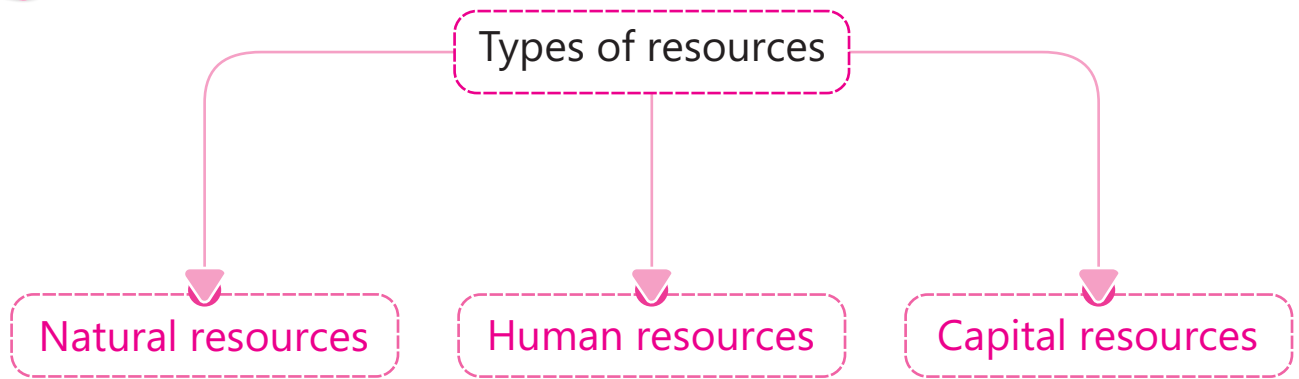 Types of resources
Natural resources
Human resources
Capital resources